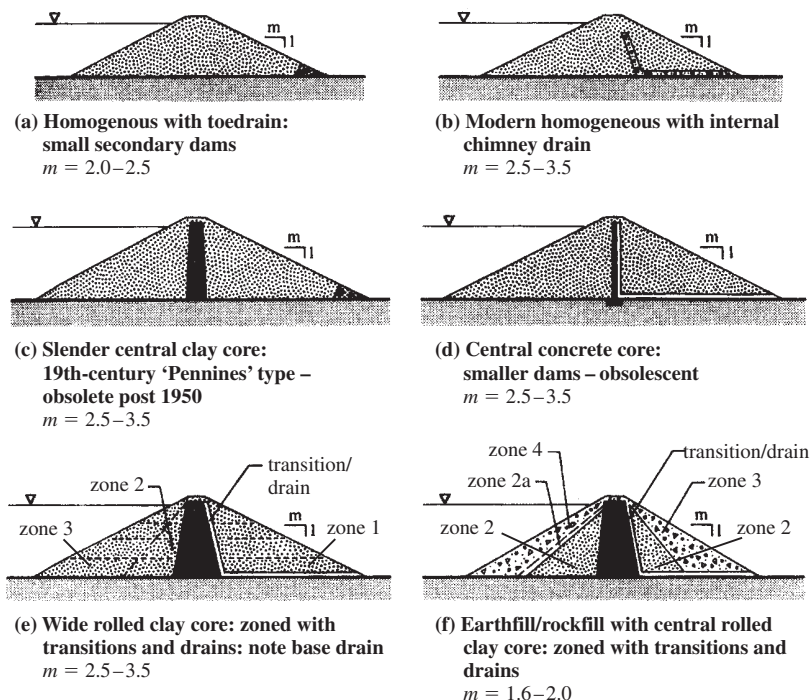 m
1
m
1
(a) Homogenous with toedrain:
small secondary dams
m = 2.0–2.5
(b) Modern homogeneous with internal
chimney drain
m = 2.5–3.5
m
1
m
1
(c) Slender central clay core:
19th-century ‘Pennines’ type –
obsolete post 1950
m = 2.5–3.5
(d) Central concrete core:
smaller dams – obsolescent
m = 2.5–3.5
transition/
drain
zone 2
zone 3
m
1
zone 1
zone 4
transition/drain
zone 2a
zone 3
zone 2
m
1
zone 2
(e) Wide rolled clay core: zoned with
transitions and drains: note base drain
m = 2.5–3.5
(f) Earthfill/rockfill with central rolled
clay core: zoned with transitions and
drains
m = 1.6–2.0